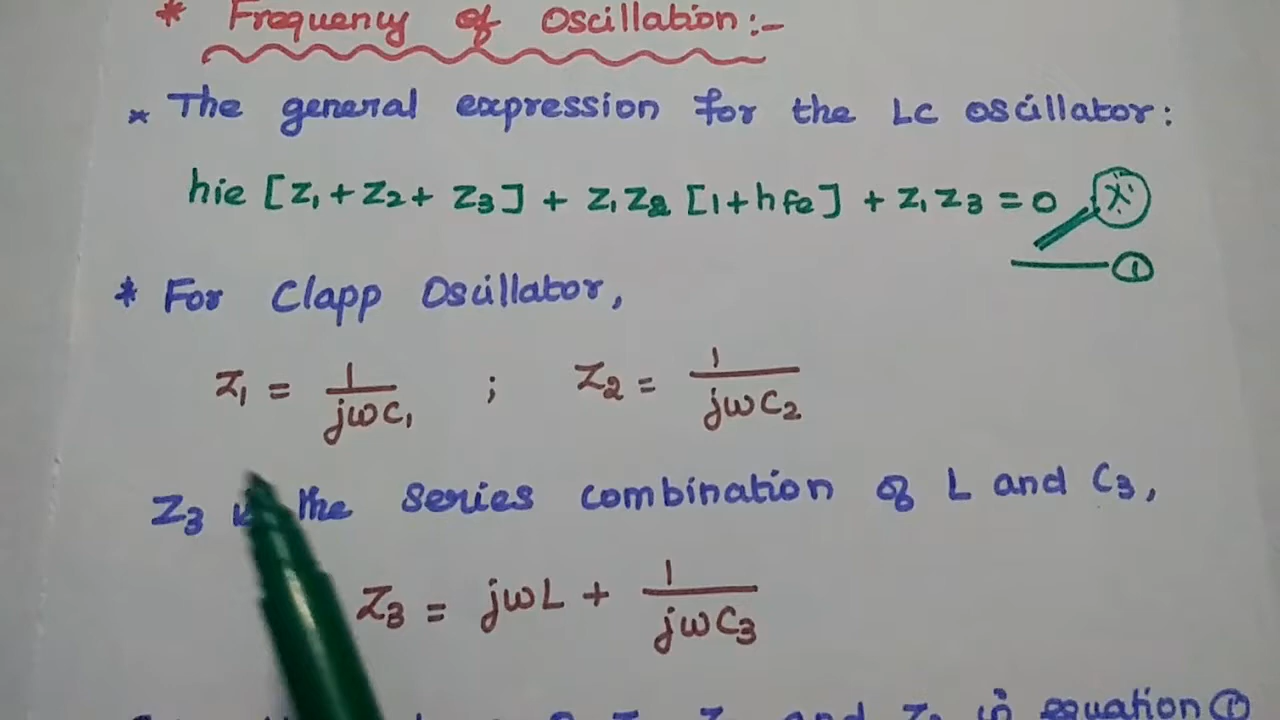 * Frequency of Oscillation:-
* The general expression for the LC oscillator:
hie [Z1 + Z2 + Z3] + Z1 Z2 [1+hfe] + Z1 Z3 = 0 *
1
* For Clapp Oscillator,
Z1 = 1/jωC1 ; Z2 = 1/jωC2
Z3 is the series combination of L and C3,
Z3 = jωL + 1/jωC3
and in equation 1